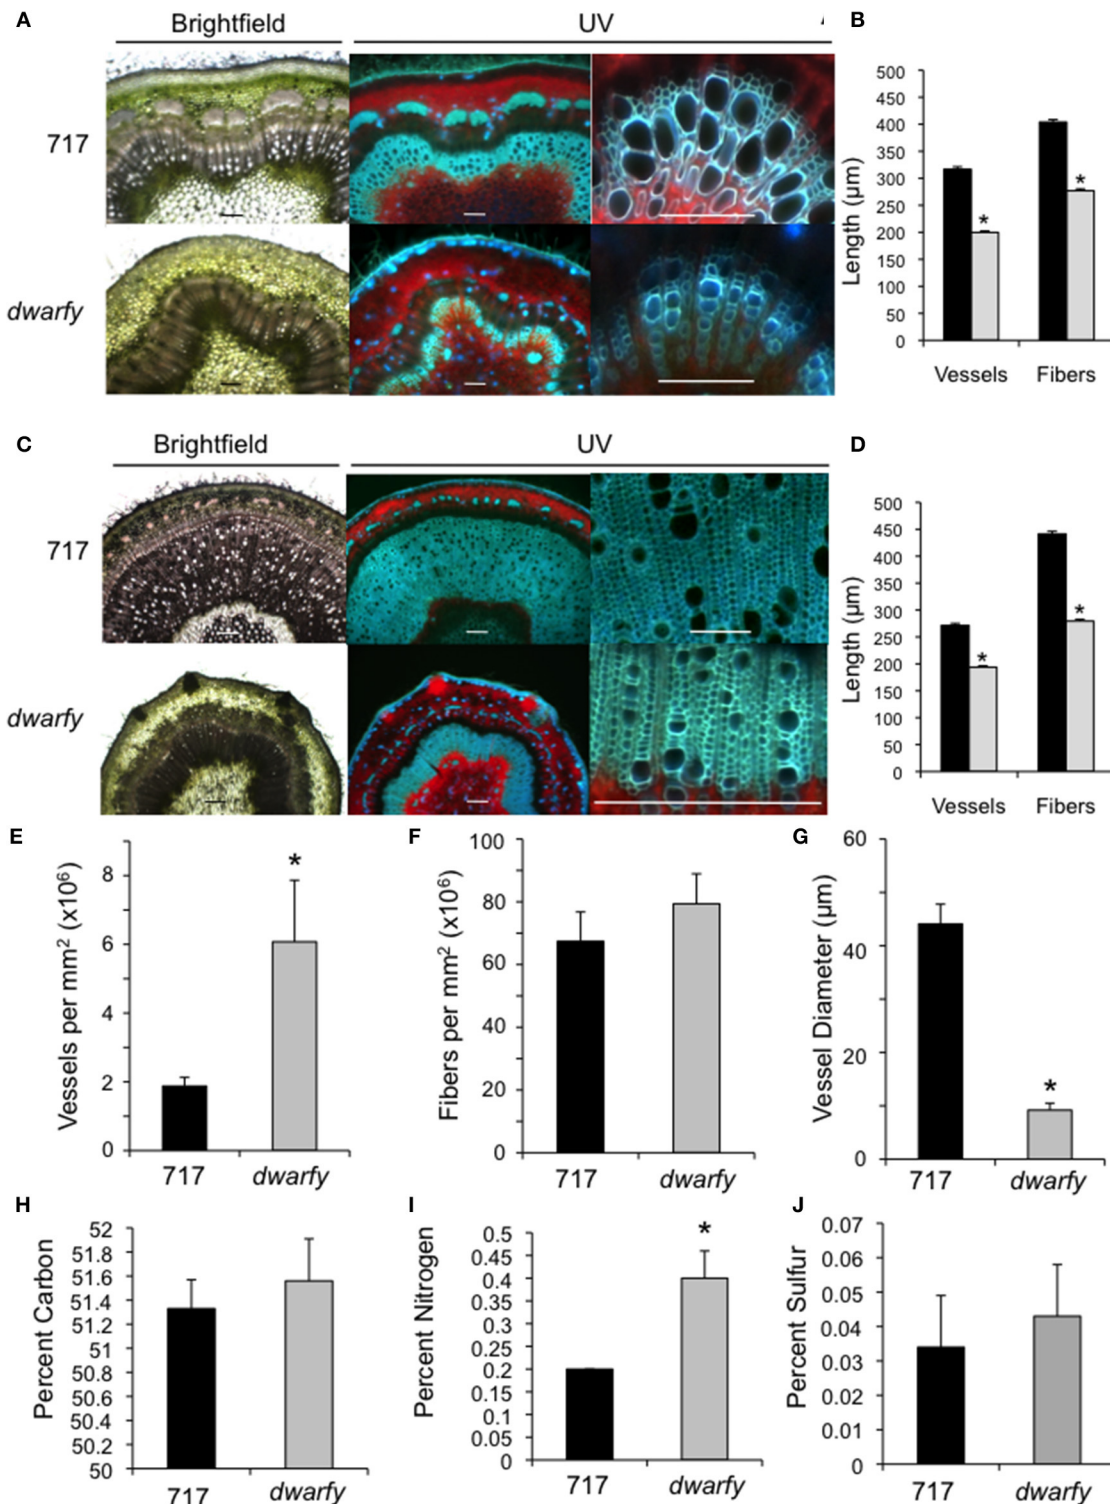 A
Brightfield
UV
717
dwarfy
B
500
450
400
350
300
250
200
150
100
50
0
Length (µm)
*
*
Vessels
Fibers
C
Brightfield
UV
717
dwarfy
D
500
450
400
350
300
250
200
150
100
50
0
Length (µm)
*
*
Vessels
Fibers
E
Vessels per mm² (x10⁶)
8
6
4
2
0
*
717
dwarfy
F
Fibers per mm² (x10⁶)
100
80
60
40
20
0
717
dwarfy
G
Vessel Diameter (µm)
60
40
20
0
*
717
dwarfy
H
Percent Carbon
52
51.8
51.6
51.4
51.2
51
50.8
50.6
50.4
50.2
50
717
dwarfy
I
Percent Nitrogen
0.5
0.45
0.4
0.35
0.3
0.25
0.2
0.15
0.1
0.05
0
*
717
dwarfy
J
Percent Sulfur
0.07
0.06
0.05
0.04
0.03
0.02
0.01
0
717
dwarfy